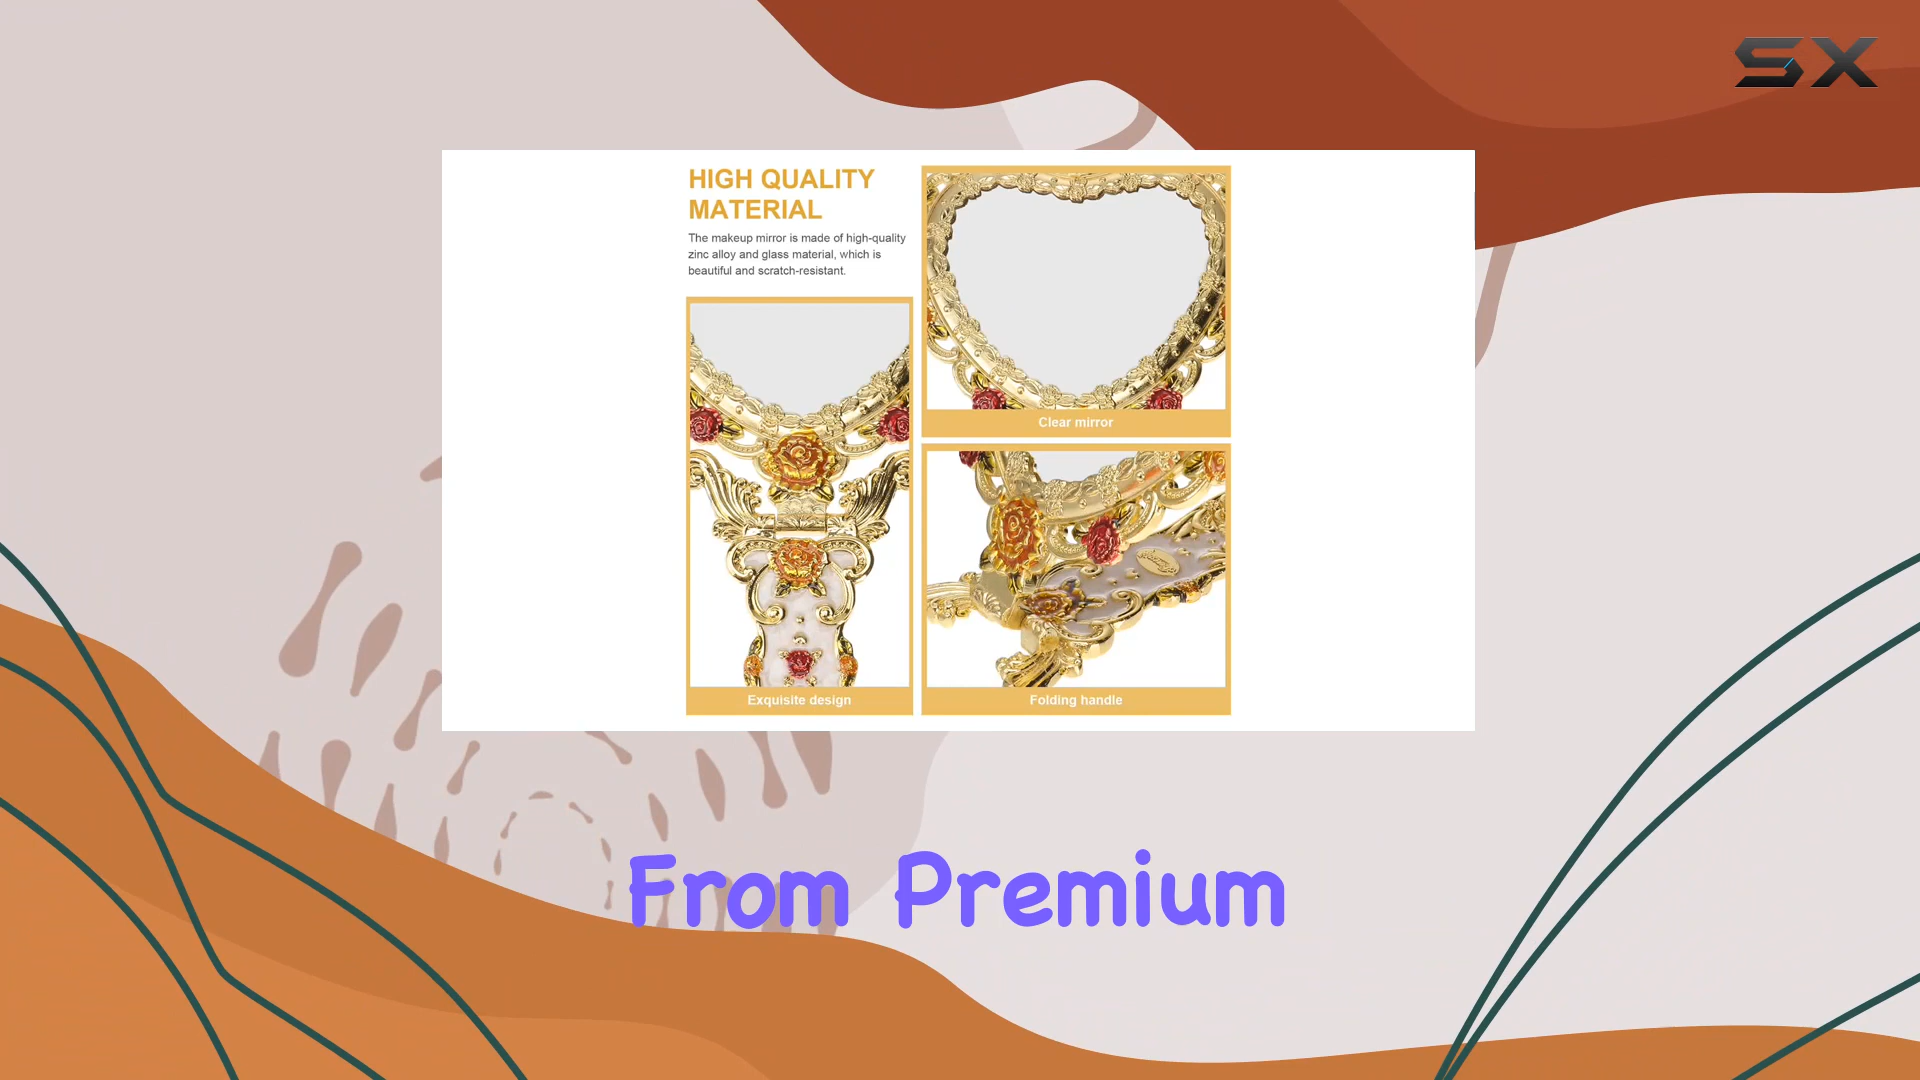 SX
HIGH QUALITY
MATERIAL
The makeup mirror is made of high-quality
zinc alloy and glass material, which is
beautiful and scratch-resistant.
Clear mirror
Exquisite design
Folding handle
From Premium